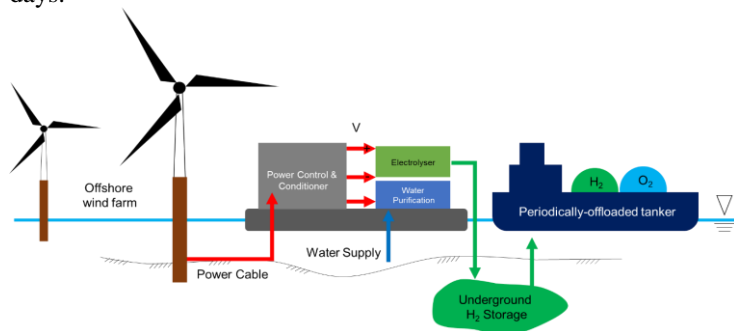 days.
V
Offshore
wind farm
Power Control &
Conditioner
Electrolyser
Water
Purification
H₂
O₂
Periodically-offloaded tanker
Power Cable
Water Supply
Underground
H₂ Storage